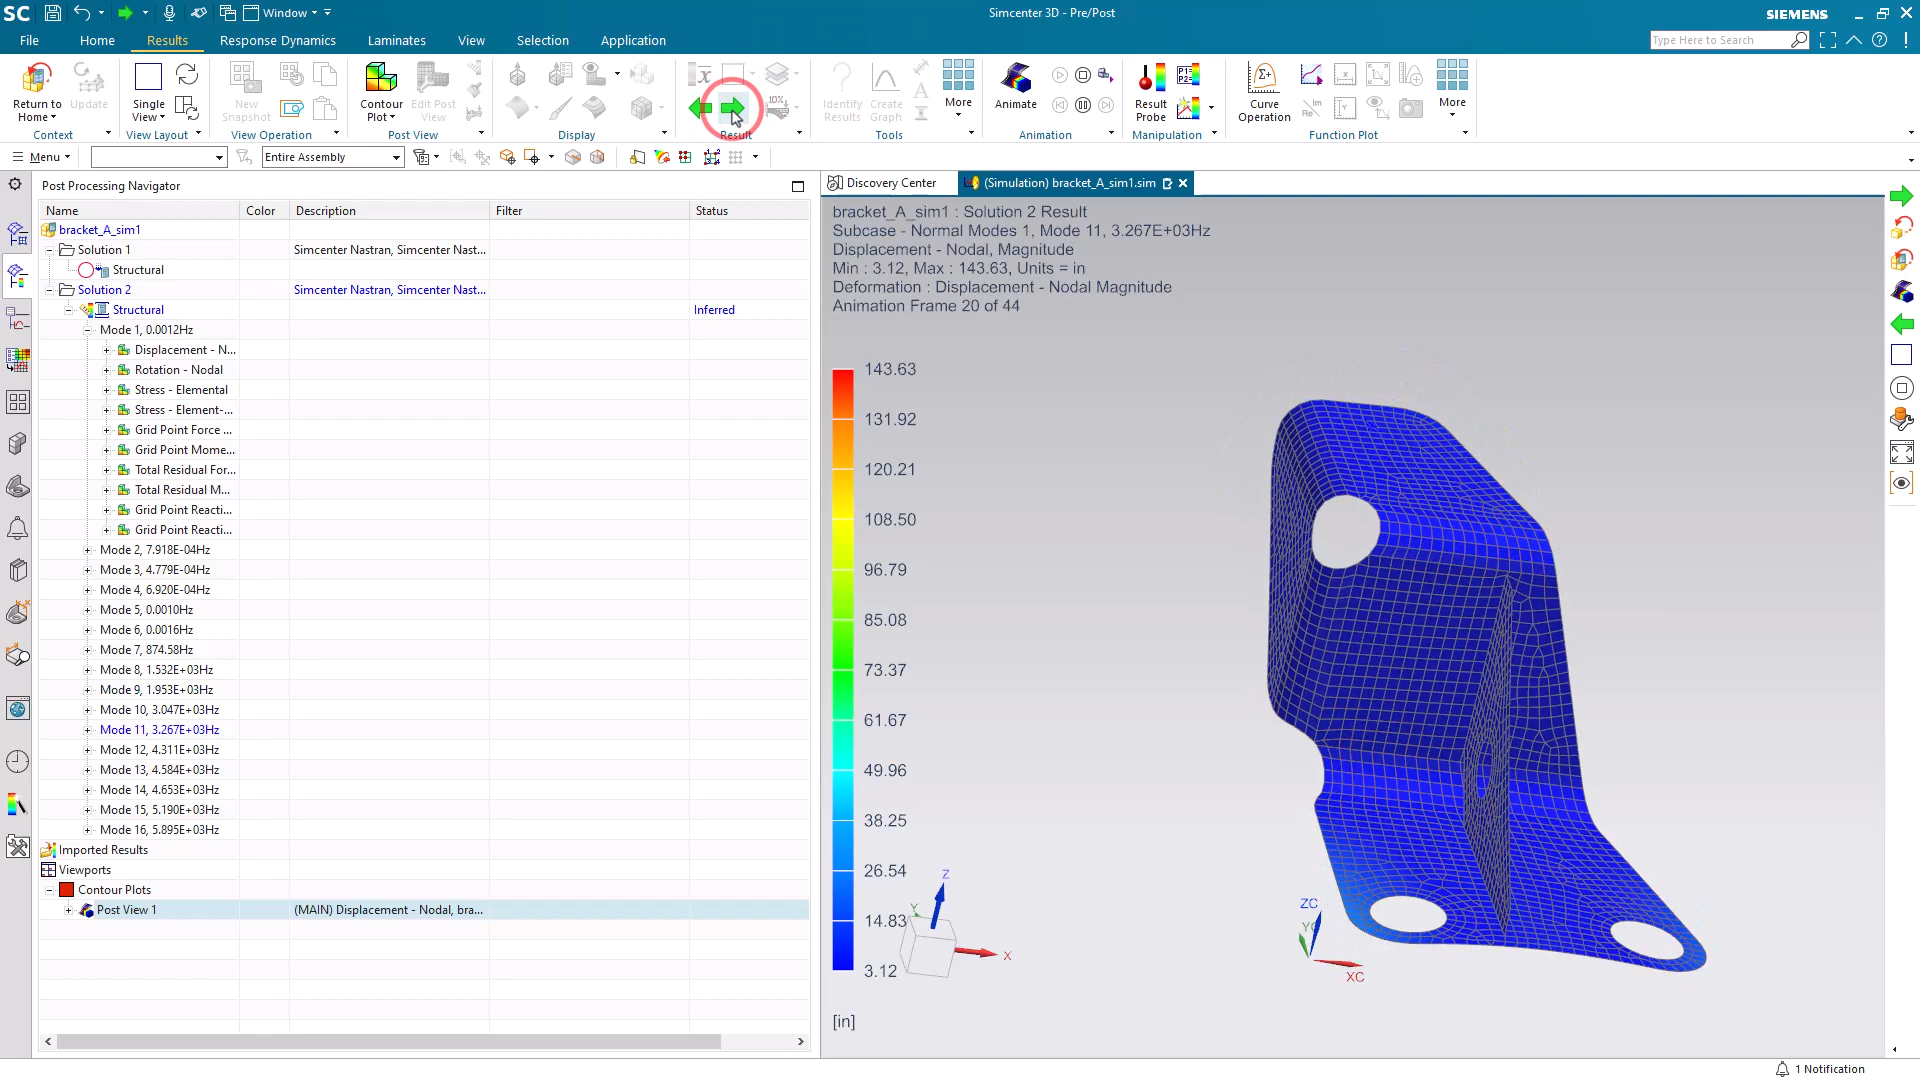 SC Window Simcenter 3D - Pre/Post SIEMENS
File Home Results Response Dynamics Laminates View Selection Application Type Here to Search
Return to Home Update Single View New Snapshot Contour Plot Edit Post View 10% Identify Results Create Graph More Animate Result Probe Curve Operation More
Context View Layout View Operation Post View Display Result Tools Animation Manipulation Function Plot
Menu Entire Assembly
Post Processing Navigator
Discovery Center
(Simulation) bracket_A_sim1.sim
Name Color Description Filter Status
bracket_A_sim1
Solution 1 Simcenter Nastran, Simcenter Nast...
Structural
Solution 2 Simcenter Nastran, Simcenter Nast...
Structural Inferred
Mode 1, 0.0012Hz
Displacement - N...
Rotation - Nodal
Stress - Elemental
Stress - Element-...
Grid Point Force ...
Grid Point Mome...
Total Residual For...
Total Residual M...
Grid Point Reacti...
Grid Point Reacti...
Mode 2, 7.918E-04Hz
Mode 3, 4.779E-04Hz
Mode 4, 6.920E-04Hz
Mode 5, 0.0010Hz
Mode 6, 0.0016Hz
Mode 7, 874.58Hz
Mode 8, 1.532E+03Hz
Mode 9, 1.953E+03Hz
Mode 10, 3.047E+03Hz
Mode 11, 3.267E+03Hz
Mode 12, 4.311E+03Hz
Mode 13, 4.584E+03Hz
Mode 14, 4.653E+03Hz
Mode 15, 5.190E+03Hz
Mode 16, 5.895E+03Hz
Imported Results
Viewports
Contour Plots
Post View 1 (MAIN) Displacement - Nodal, bra...
bracket_A_sim1 : Solution 2 Result
Subcase - Normal Modes 1, Mode 11, 3.267E+03Hz
Displacement - Nodal, Magnitude
Min : 3.12, Max : 143.63, Units = in
Deformation : Displacement - Nodal Magnitude
Animation Frame 20 of 44
143.63
131.92
120.21
108.50
96.79
85.08
73.37
61.67
49.96
38.25
26.54
14.83
3.12
[in]
Z
Y
X
ZC
XC
1 Notification